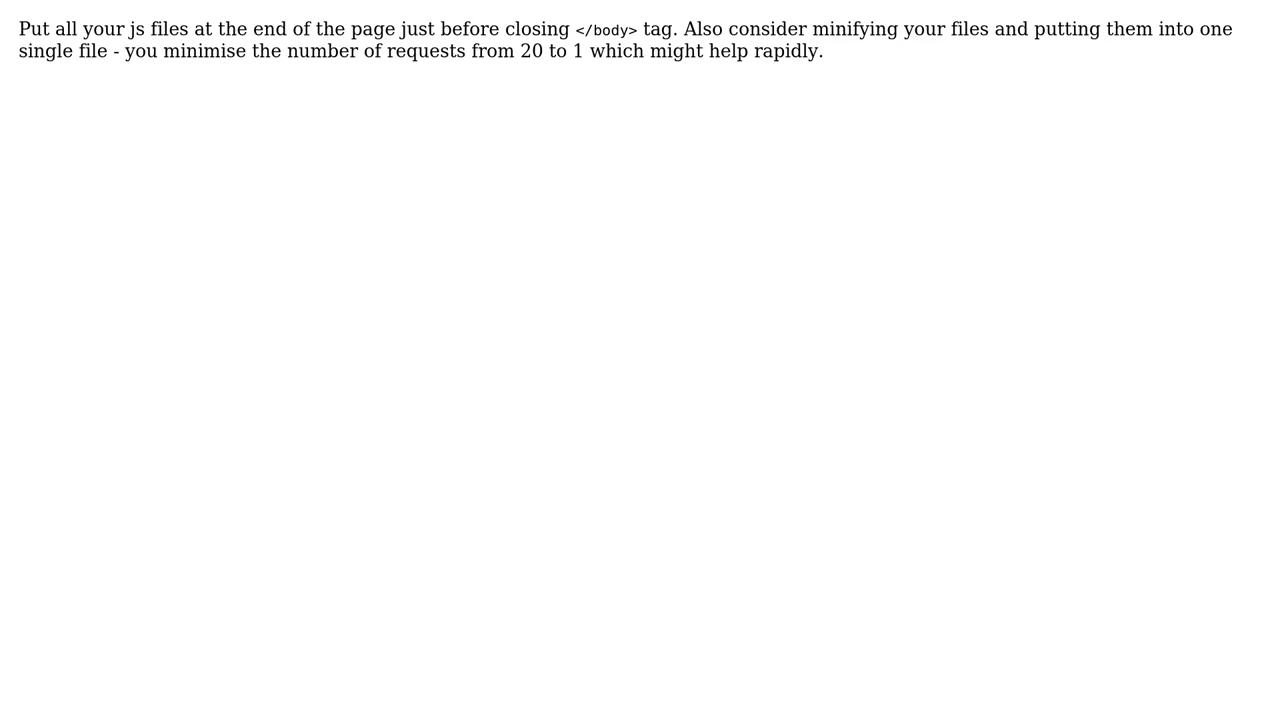 Put all your js files at the end of the page just before closing </body> tag. Also consider minifying your files and putting them into one
single file - you minimise the number of requests from 20 to 1 which might help rapidly.